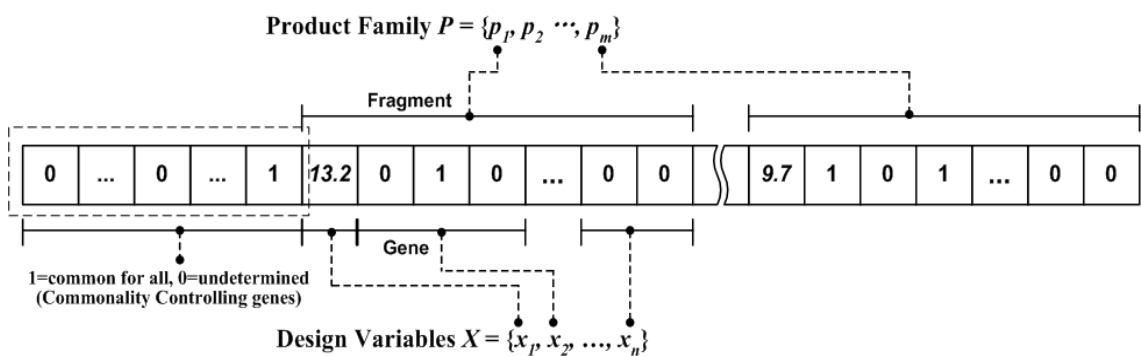 Product Family P = {p1, p2 ···, pm}
Fragment
0 ... 0 ... 1 13.2 0 1 0 ... 0 0 9.7 1 0 1 ... 0 0
Gene
1=common for all, 0=undetermined
(Commonality Controlling genes)
Design Variables X = {x1, x2, ..., xn}